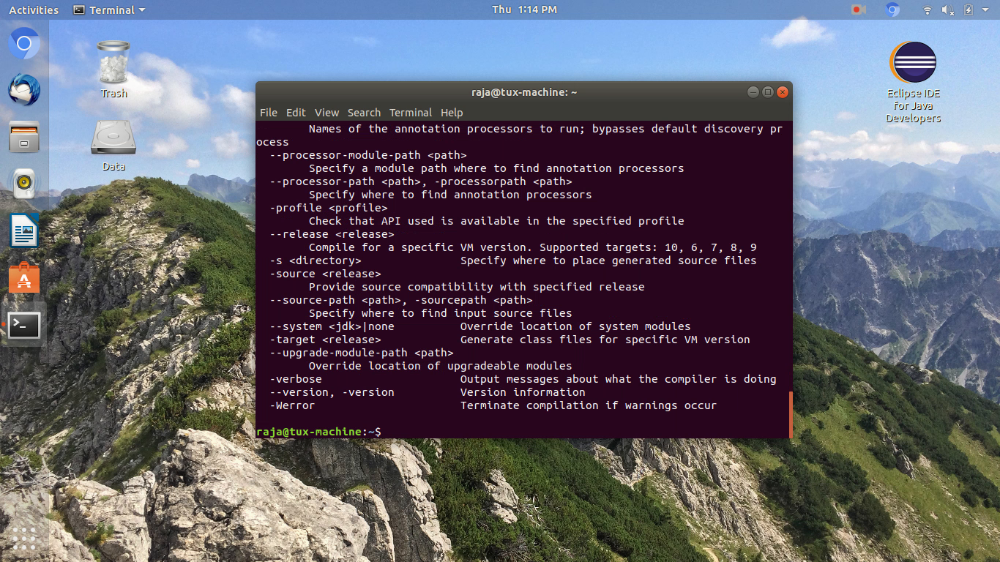 Activities Terminal Thu 1:14 PM
Trash
Data
Eclipse IDE
for Java
Developers
raja@tux-machine: ~
File Edit View Search Terminal Help
Names of the annotation processors to run; bypasses default discovery pr
ocess
--processor-module-path <path>
Specify a module path where to find annotation processors
--processor-path <path>, -processorpath <path>
Specify where to find annotation processors
-profile <profile>
Check that API used is available in the specified profile
--release <release>
Compile for a specific VM version. Supported targets: 10, 6, 7, 8, 9
-s <directory> Specify where to place generated source files
-source <release>
Provide source compatibility with specified release
--source-path <path>, -sourcepath <path>
Specify where to find input source files
--system <jdk>|none Override location of system modules
-target <release> Generate class files for specific VM version
--upgrade-module-path <path>
Override location of upgradeable modules
-verbose Output messages about what the compiler is doing
--version, -version Version information
-Werror Terminate compilation if warnings occur
raja@tux-machine:~$